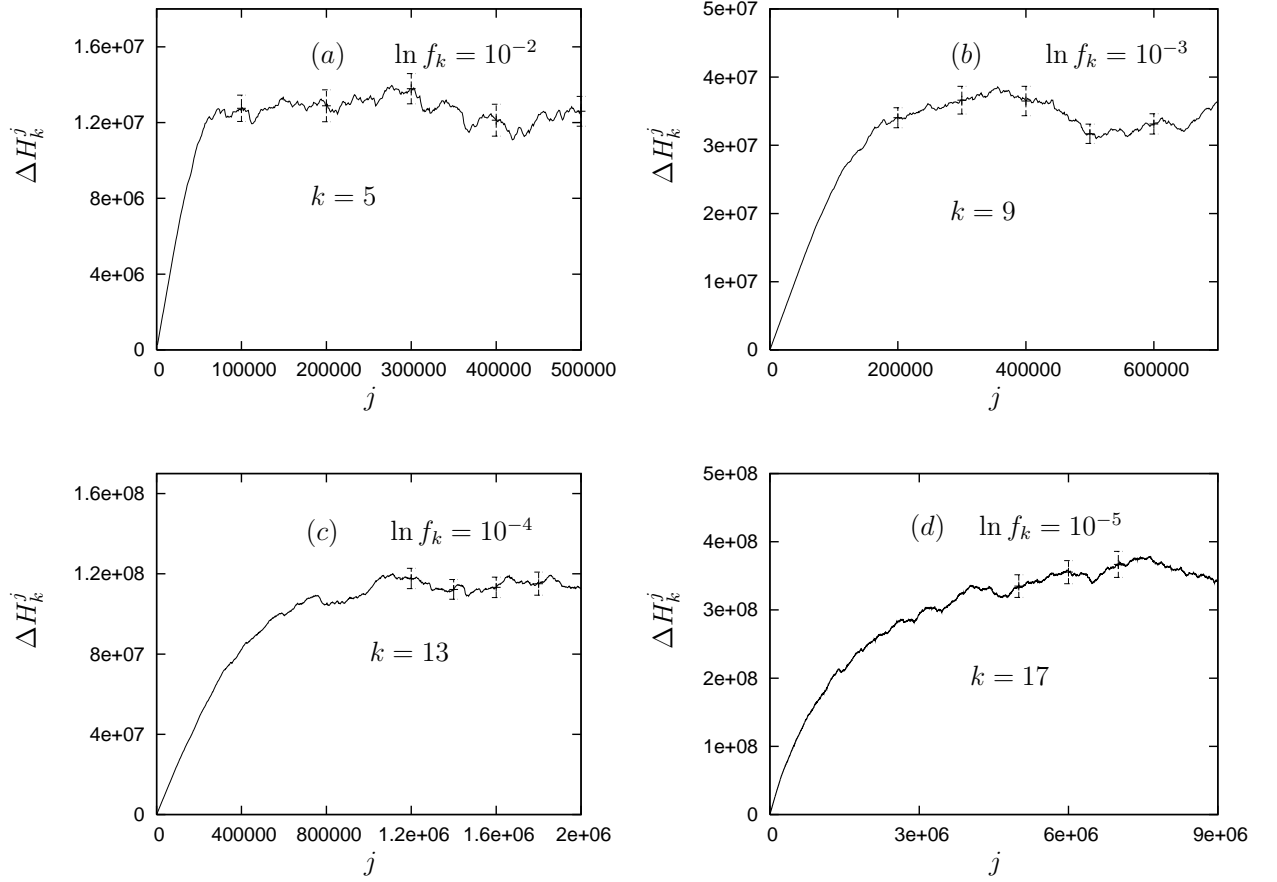 1.6e+07
1.2e+07
8e+06
4e+06
0
ΔH_k^j
(a) ln f_k = 10^{-2}
k = 5
0 100000 200000 300000 400000 500000
j
5e+07
4e+07
3e+07
2e+07
1e+07
0
ΔH_k^j
(b) ln f_k = 10^{-3}
k = 9
0 200000 400000 600000
j
1.6e+08
1.2e+08
8e+07
4e+07
0
ΔH_k^j
(c) ln f_k = 10^{-4}
k = 13
0 400000 800000 1.2e+06 1.6e+06 2e+06
j
5e+08
4e+08
3e+08
2e+08
1e+08
0
ΔH_k^j
(d) ln f_k = 10^{-5}
k = 17
0 3e+06 6e+06 9e+06
j